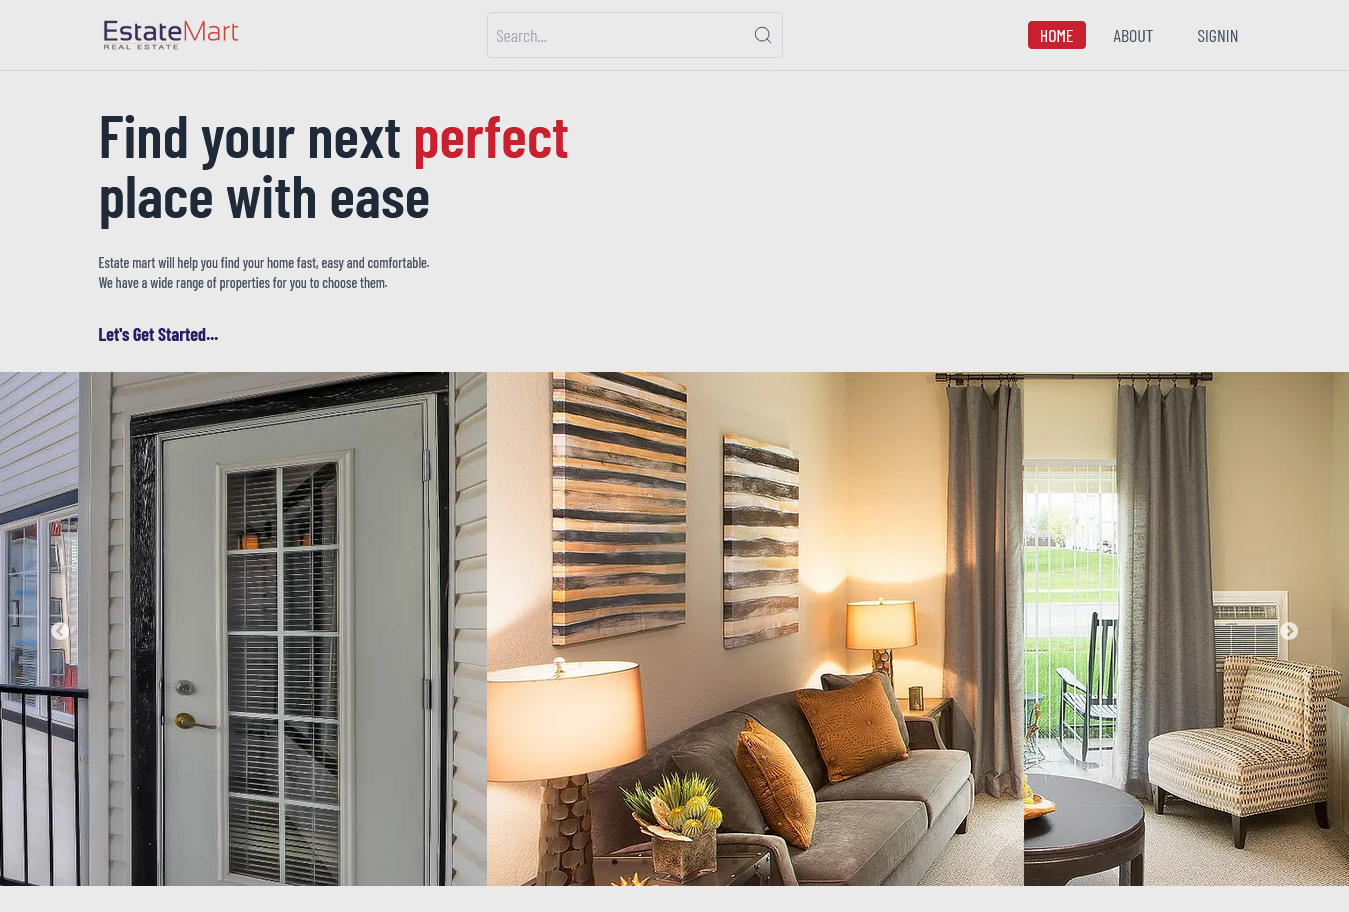 EstateMart
REAL ESTATE
Search...
HOME
ABOUT
SIGNIN
Find your next perfect
place with ease
Estate mart will help you find your home fast, easy and comfortable.
We have a wide range of properties for you to choose them.
Let's Get Started...